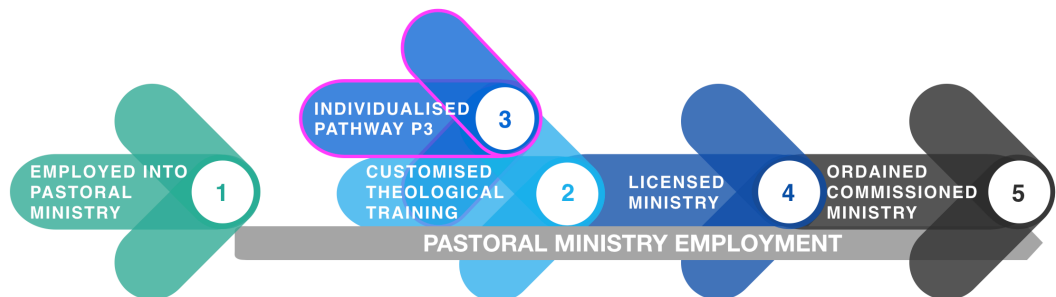 EMPLOYED INTO
PASTORAL
MINISTRY
1
INDIVIDUALISED
PATHWAY P3
3
CUSTOMISED
THEOLOGICAL
TRAINING
2
LICENSED
MINISTRY
4
ORDAINED
COMMISSIONED
MINISTRY
5
PASTORAL MINISTRY EMPLOYMENT